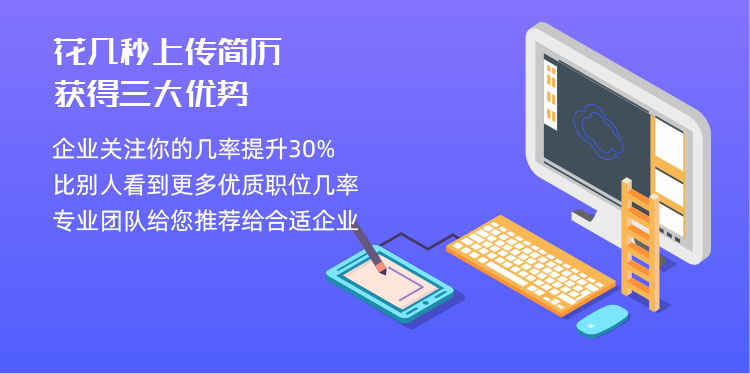 花几秒上传简历
获得三大优势
企业关注你的几率提升30%
比别人看到更多优质职位几率
专业团队给您推荐给合适企业